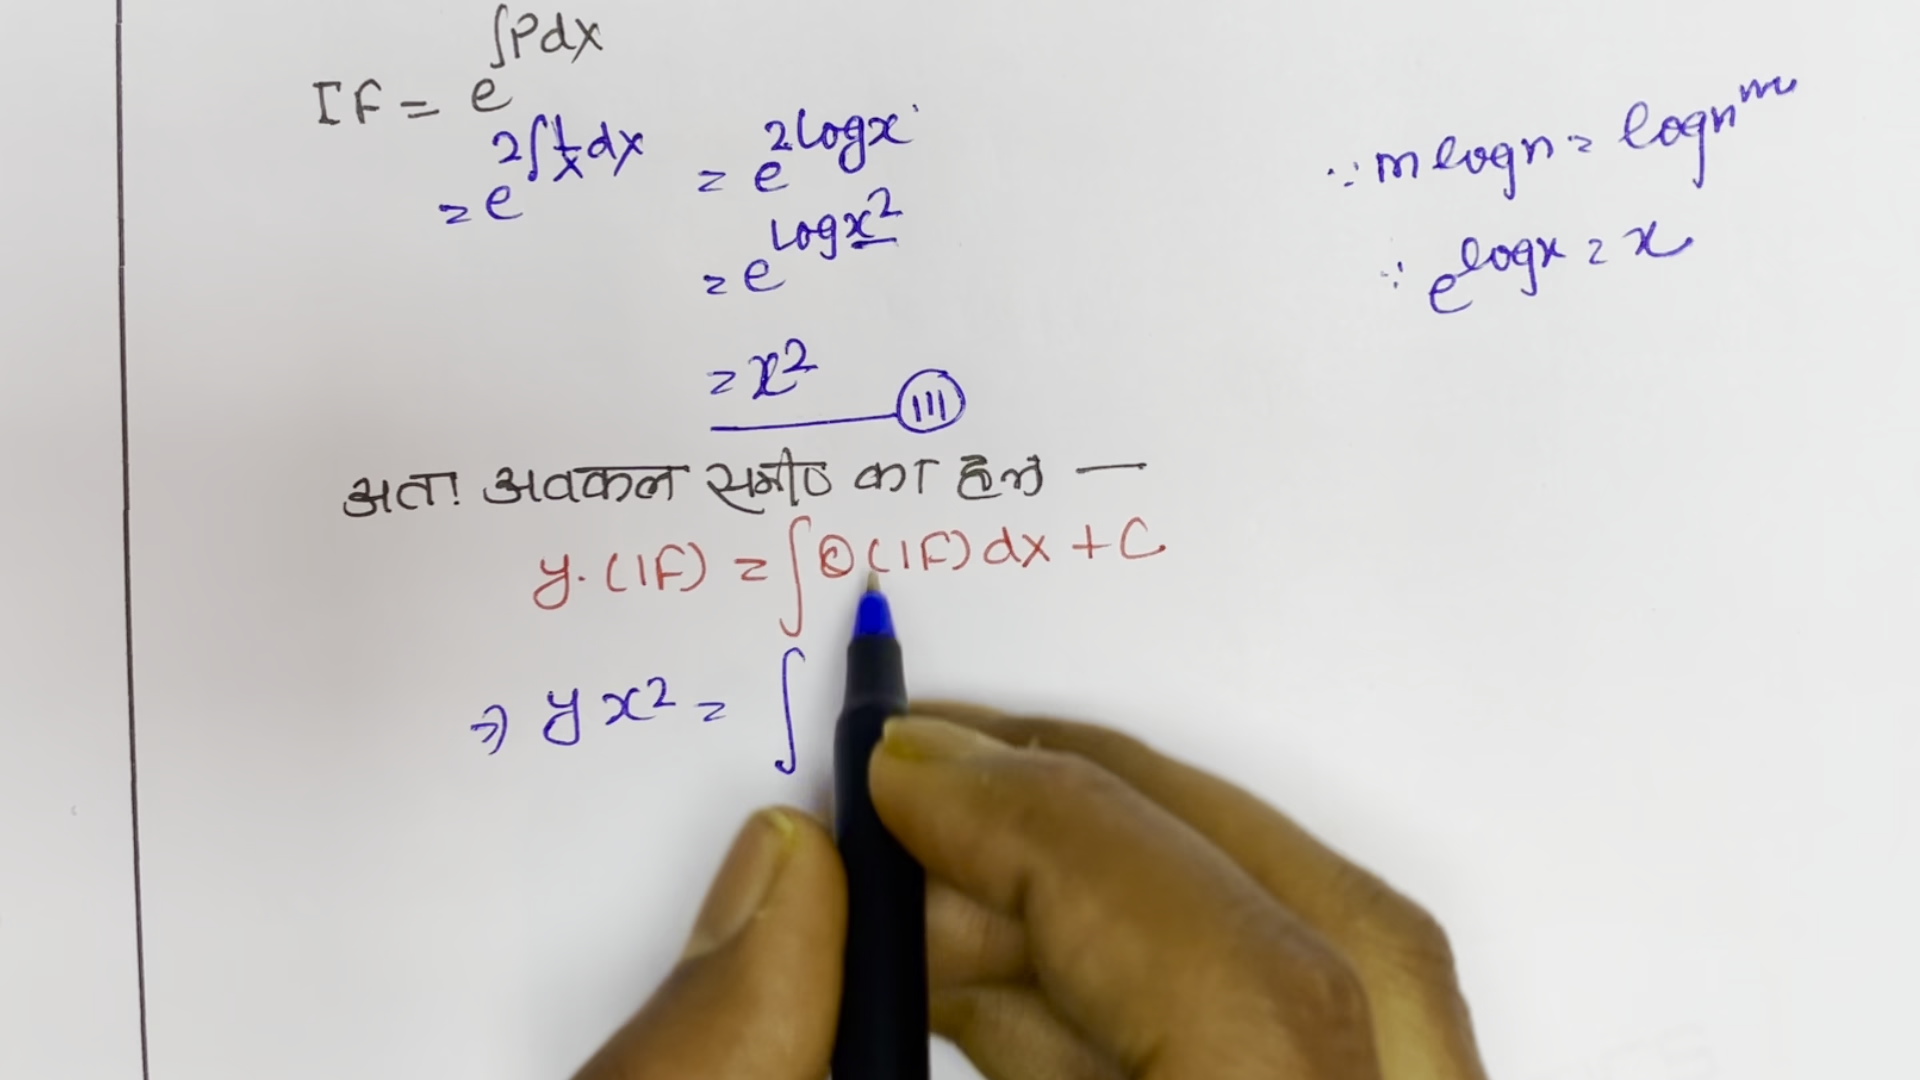 IF = e^∫Pdx
= e^2∫1/x dx = e^2logx
= e^logx²
= x² (III)
∵ m logn = logn^m
∵ e^logx = x
अतः अवकल समी० का हल —
y.(IF) = ∫Q(IF)dx + C
⇒ yx² = ∫